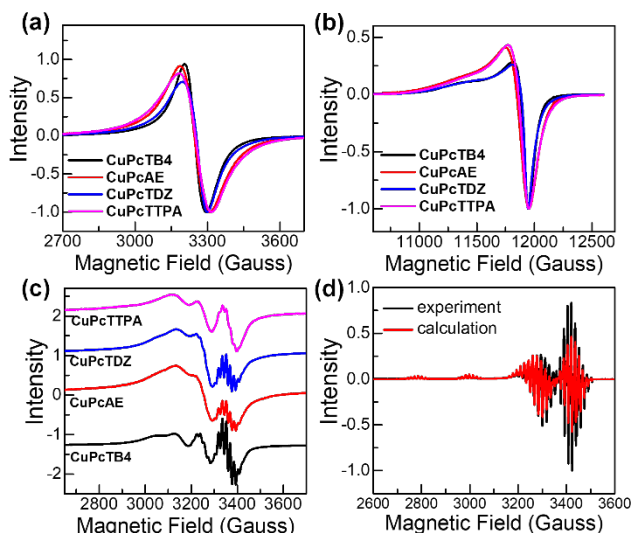 (a)
1.0
0.5
0.0
-0.5
-1.0
Intensity
CuPcTB4
CuPcAE
CuPcTDZ
CuPcTTPA
2700 3000 3300 3600
Magnetic Field (Gauss)
(b)
0.5
0.0
-0.5
-1.0
Intensity
CuPcTB4
CuPcAE
CuPcTDZ
CuPcTTPA
11000 11500 12000 12500
Magnetic Field (Gauss)
(c)
2
1
0
-1
-2
Intensity
CuPcTTPA
CuPcTDZ
CuPcAE
CuPcTB4
2800 3000 3200 3400 3600
Magnetic Field (Gauss)
(d)
1.0
0.5
0.0
-0.5
-1.0
Intensity
experiment
calculation
2600 2800 3000 3200 3400 3600
Magnetic Field (Gauss)